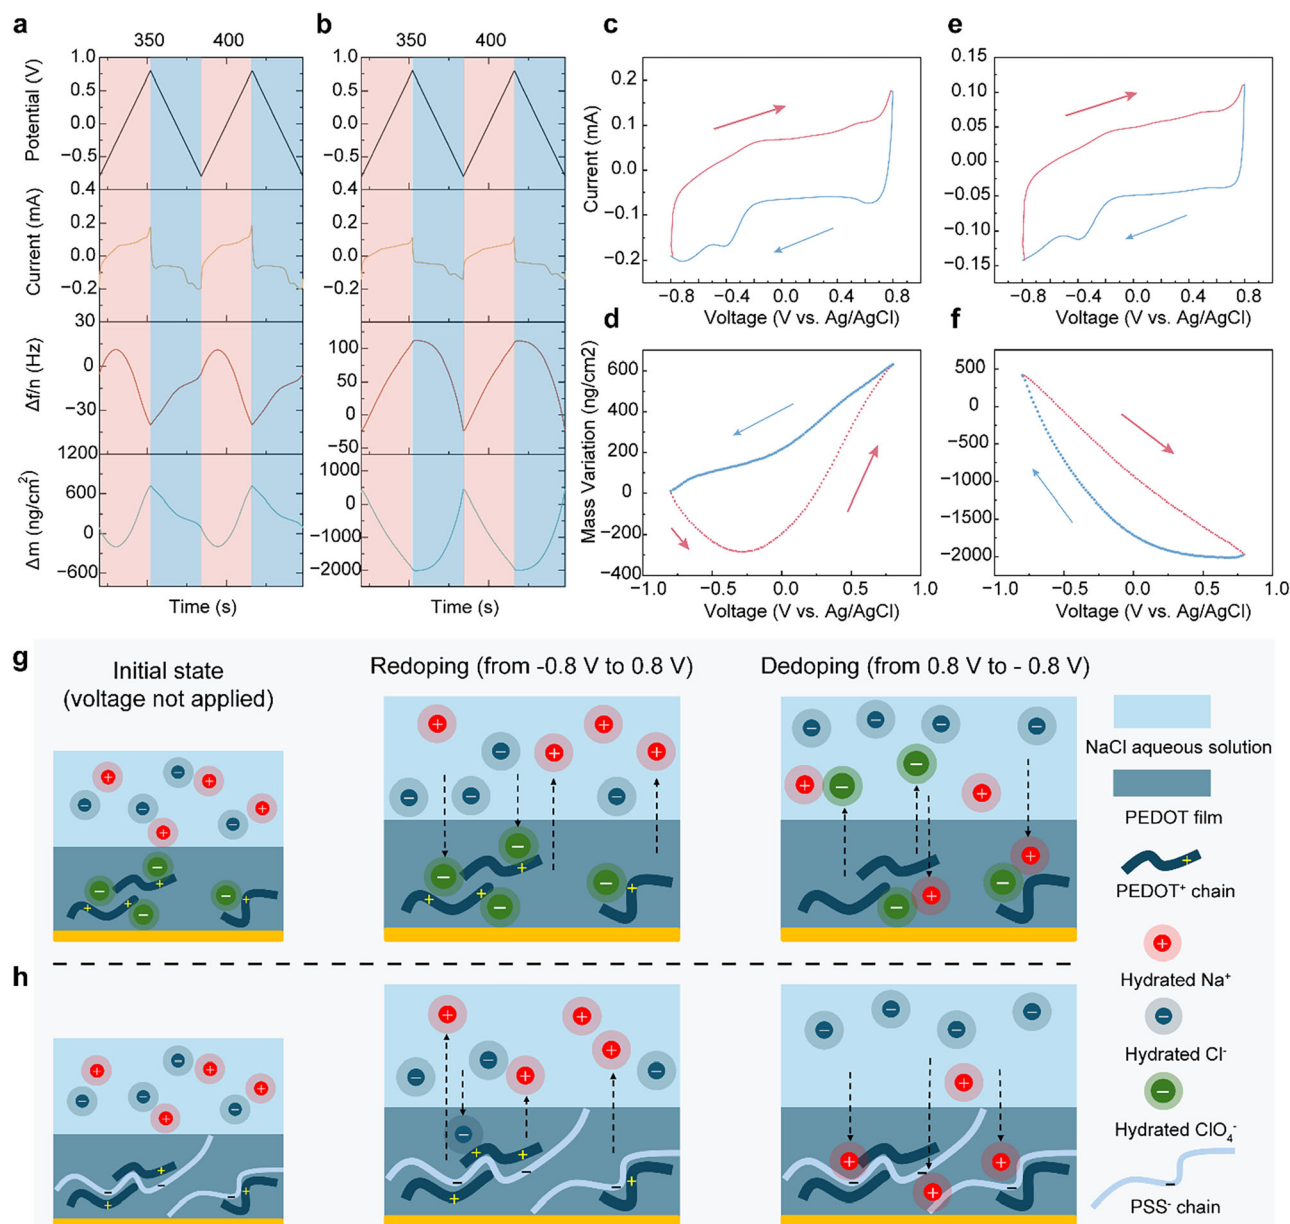 a
350
400
1.0
0.5
0.0
−0.5
Potential (V)
0.4
0.2
0.0
−0.2
Current (mA)
30
0
−30
Δf/n (Hz)
1200
600
0
−600
Δm (ng/cm²)
Time (s)
b
350
400
1.0
0.5
0.0
−0.5
0.4
0.2
0.0
−0.2
100
50
0
−50
1000
0
−1000
−2000
Time (s)
c
0.2
0.1
0.0
−0.1
−0.2
Current (mA)
−0.8
−0.4
0.0
0.4
0.8
Voltage (V vs. Ag/AgCl)
e
0.15
0.10
0.05
0.00
−0.05
−0.10
−0.15
−0.8
−0.4
0.0
0.4
0.8
Voltage (V vs. Ag/AgCl)
d
600
400
200
0
−200
−400
Mass Variation (ng/cm2)
−1.0
−0.5
0.0
0.5
1.0
Voltage (V vs. Ag/AgCl)
f
500
0
−500
−1000
−1500
−2000
−1.0
−0.5
0.0
0.5
1.0
Voltage (V vs. Ag/AgCl)
g
Initial state
(voltage not applied)
Redoping (from -0.8 V to 0.8 V)
Dedoping (from 0.8 V to - 0.8 V)
NaCl aqueous solution
PEDOT film
PEDOT⁺ chain
Hydrated Na⁺
Hydrated Cl⁻
Hydrated ClO₄⁻
PSS⁻ chain
h